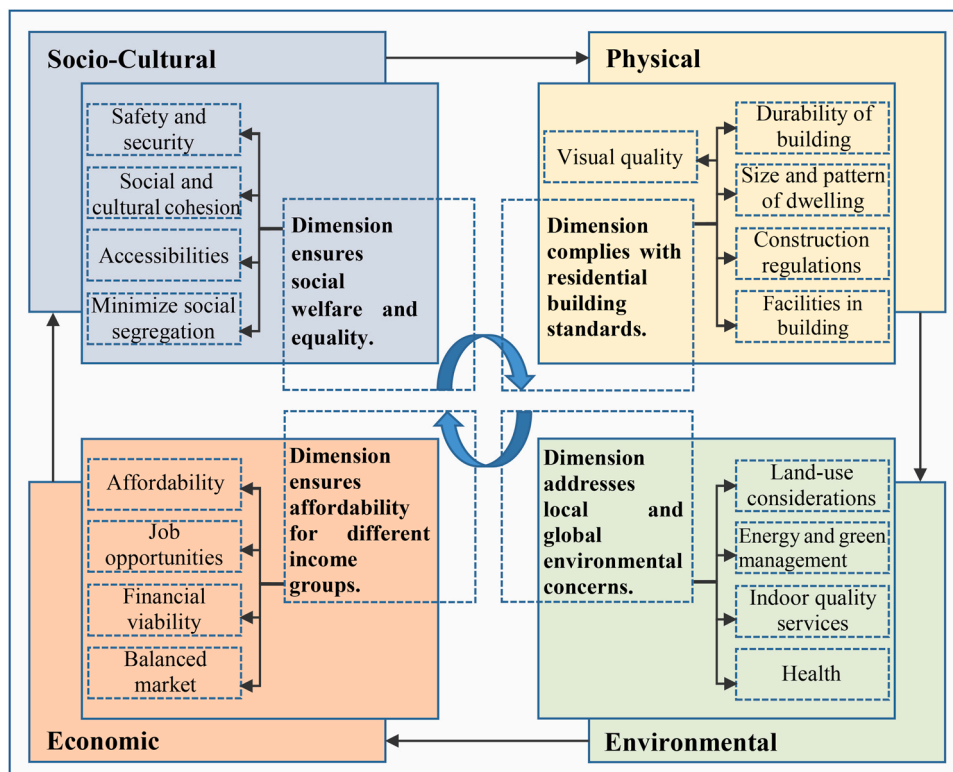 Socio-Cultural
Safety and
security
Social and
cultural cohesion
Accessibilities
Minimize social
segregation
Dimension
ensures
social
welfare and
equality.
Physical
Visual quality
Durability of
building
Size and pattern
of dwelling
Construction
regulations
Facilities in
building
Dimension
complies with
residential
building
standards.
Affordability
Job
opportunities
Financial
viability
Balanced
market
Dimension
ensures
affordability
for different
income
groups.
Economic
Dimension
addresses
local and
global
environmental
concerns.
Land-use
considerations
Energy and green
management
Indoor quality
services
Health
Environmental